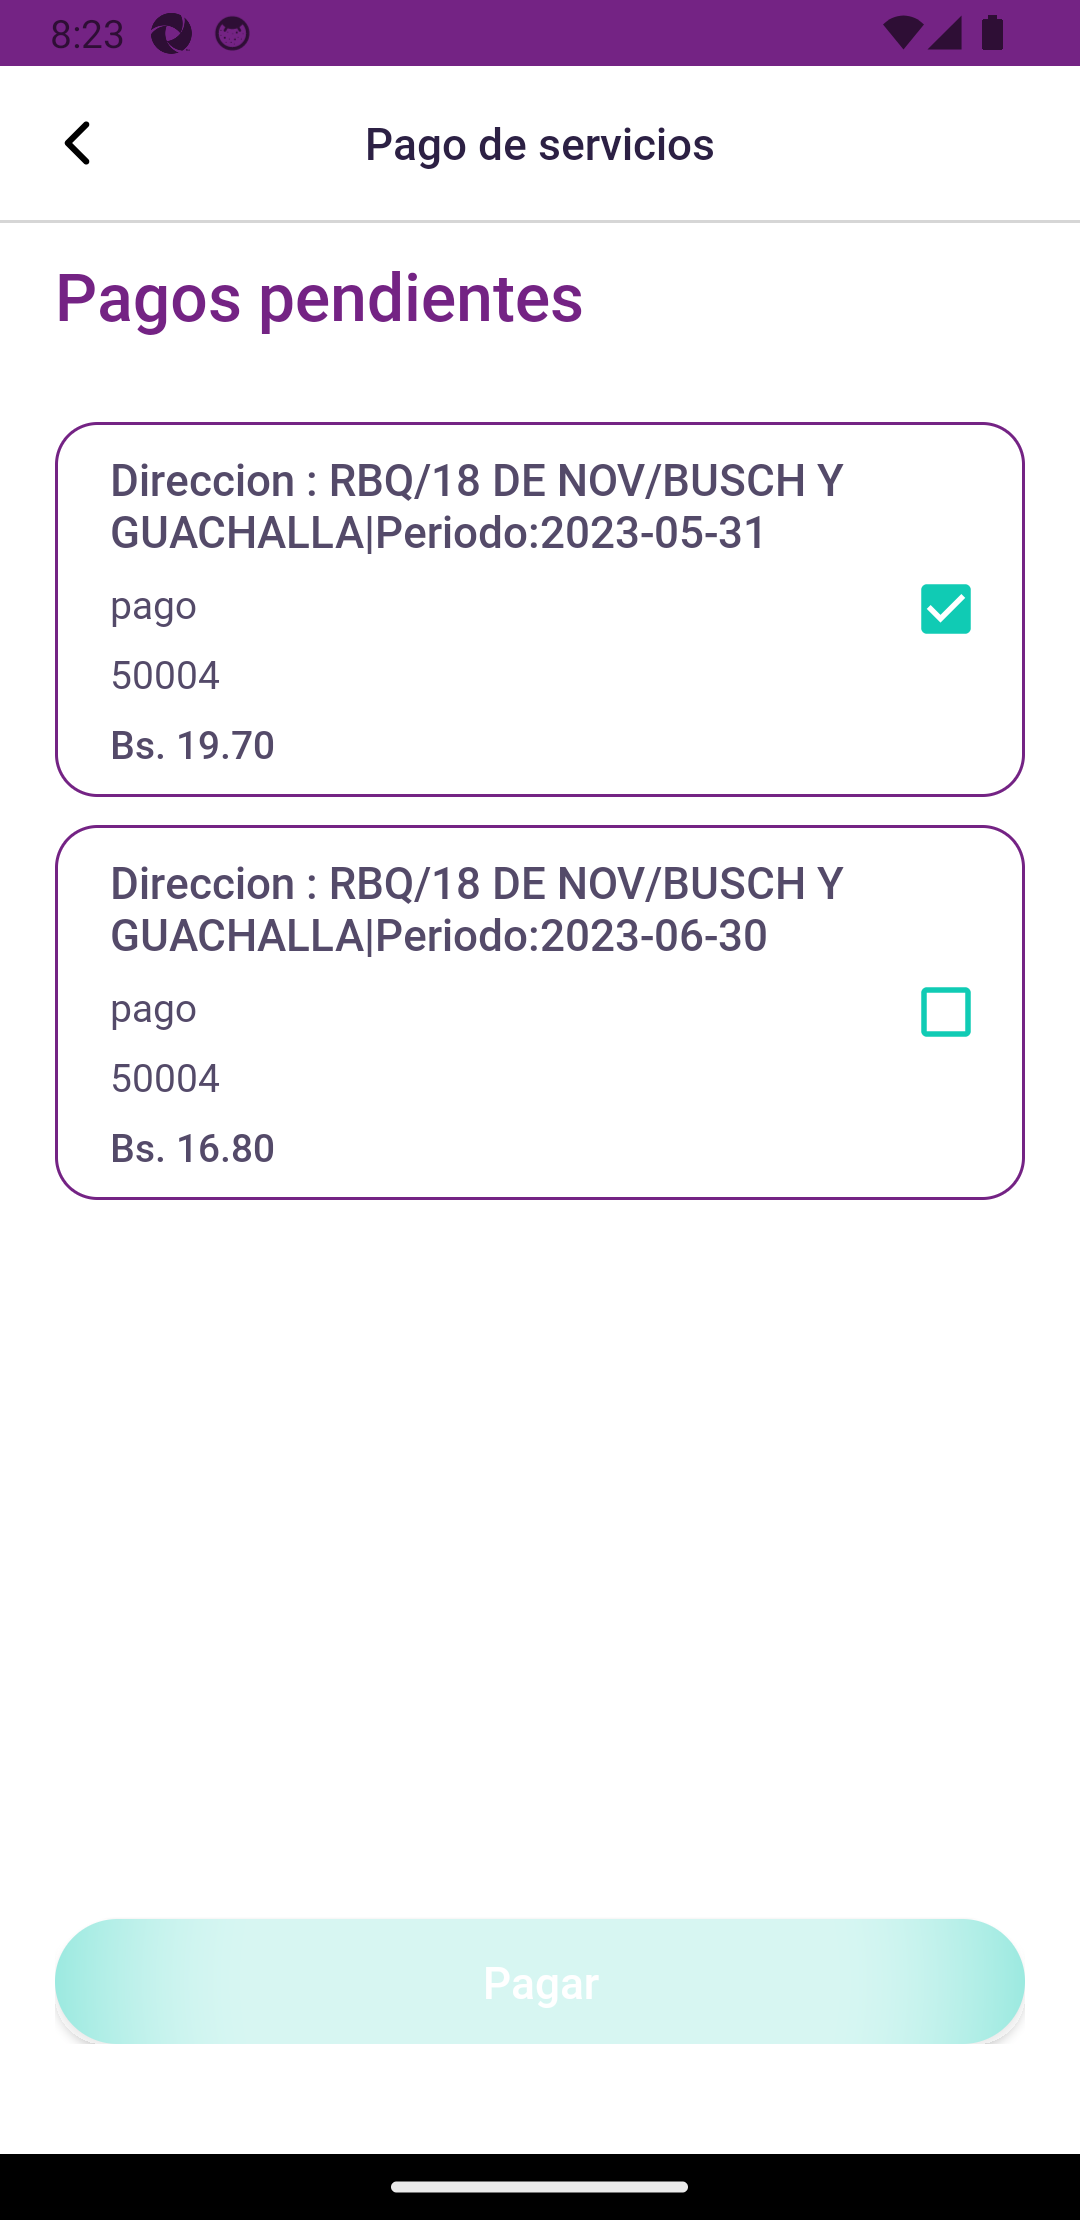 8:23
Pago de servicios
Pagos pendientes
Direccion : RBQ/18 DE NOV/BUSCH Y
GUACHALLA|Periodo:2023-05-31
pago
50004
Bs. 19.70
Direccion : RBQ/18 DE NOV/BUSCH Y
GUACHALLA|Periodo:2023-06-30
pago
50004
Bs. 16.80
Pagar